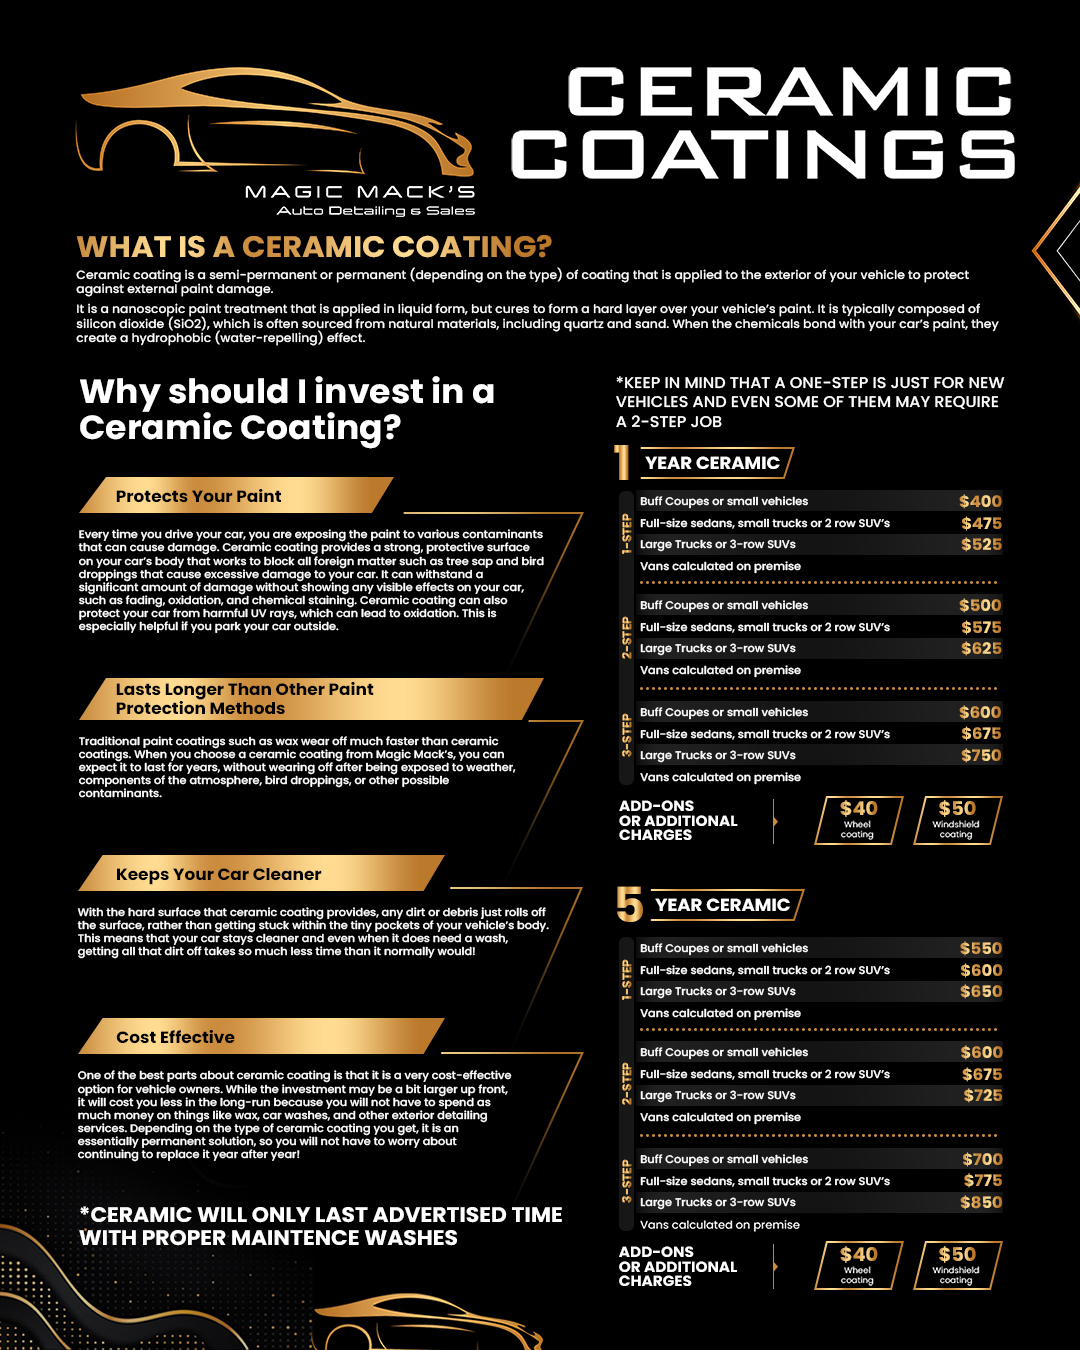 CERAMIC
COATINGS
MAGIC MACK'S
Auto Detailing & Sales
WHAT IS A CERAMIC COATING?
Ceramic coating is a semi-permanent or permanent (depending on the type) of coating that is applied to the exterior of your vehicle to protect
against external paint damage.
It is a nanoscopic paint treatment that is applied in liquid form, but cures to form a hard layer over your vehicle's paint. It is typically composed of
silicon dioxide (SiO2), which is often sourced from natural materials, including quartz and sand. When the chemicals bond with your car's paint, they
create a hydrophobic (water-repelling) effect.
Why should I invest in a
Ceramic Coating?
Protects Your Paint
Every time you drive your car, you are exposing the paint to various contaminants
that can cause damage. Ceramic coating provides a strong, protective surface
on your car's body that works to block all foreign matter such as tree sap and bird
droppings that cause excessive damage to your car. It can withstand a
significant amount of damage without showing any visible effects on your car,
such as fading, oxidation, and chemical staining. Ceramic coating can also
protect your car from harmful UV rays, which can lead to oxidation. This is
especially helpful if you park your car outside.
Lasts Longer Than Other Paint
Protection Methods
Traditional paint coatings such as wax wear off much faster than ceramic
coatings. When you choose a ceramic coating from Magic Mack's, you can
expect it to last for years, without wearing off after being exposed to weather,
components of the atmosphere, bird droppings, or other possible
contaminants.
Keeps Your Car Cleaner
With the hard surface that ceramic coating provides, any dirt or debris just rolls off
the surface, rather than getting stuck within the tiny pockets of your vehicle's body.
This means that your car stays cleaner and even when it does need a wash,
getting all that dirt off takes so much less time than it normally would!
Cost Effective
One of the best parts about ceramic coating is that it is a very cost-effective
option for vehicle owners. While the investment may be a bit larger up front,
it will cost you less in the long-run because you will not have to spend as
much money on things like wax, car washes, and other exterior detailing
services. Depending on the type of ceramic coating you get, it is an
essentially permanent solution, so you will not have to worry about
continuing to replace it year after year!
*CERAMIC WILL ONLY LAST ADVERTISED TIME
WITH PROPER MAINTENCE WASHES
*KEEP IN MIND THAT A ONE-STEP IS JUST FOR NEW
VEHICLES AND EVEN SOME OF THEM MAY REQUIRE
A 2-STEP JOB
1 YEAR CERAMIC
1-STEP
Buff Coupes or small vehicles $400
Full-size sedans, small trucks or 2 row SUV's $475
Large Trucks or 3-row SUVs $525
Vans calculated on premise
2-STEP
Buff Coupes or small vehicles $500
Full-size sedans, small trucks or 2 row SUV's $575
Large Trucks or 3-row SUVs $625
Vans calculated on premise
3-STEP
Buff Coupes or small vehicles $600
Full-size sedans, small trucks or 2 row SUV's $675
Large Trucks or 3-row SUVs $750
Vans calculated on premise
ADD-ONS
OR ADDITIONAL
CHARGES
$40
Wheel
coating
$50
Windshield
coating
5 YEAR CERAMIC
1-STEP
Buff Coupes or small vehicles $550
Full-size sedans, small trucks or 2 row SUV's $600
Large Trucks or 3-row SUVs $650
Vans calculated on premise
2-STEP
Buff Coupes or small vehicles $600
Full-size sedans, small trucks or 2 row SUV's $675
Large Trucks or 3-row SUVs $725
Vans calculated on premise
3-STEP
Buff Coupes or small vehicles $700
Full-size sedans, small trucks or 2 row SUV's $775
Large Trucks or 3-row SUVs $850
Vans calculated on premise
ADD-ONS
OR ADDITIONAL
CHARGES
$40
Wheel
coating
$50
Windshield
coating